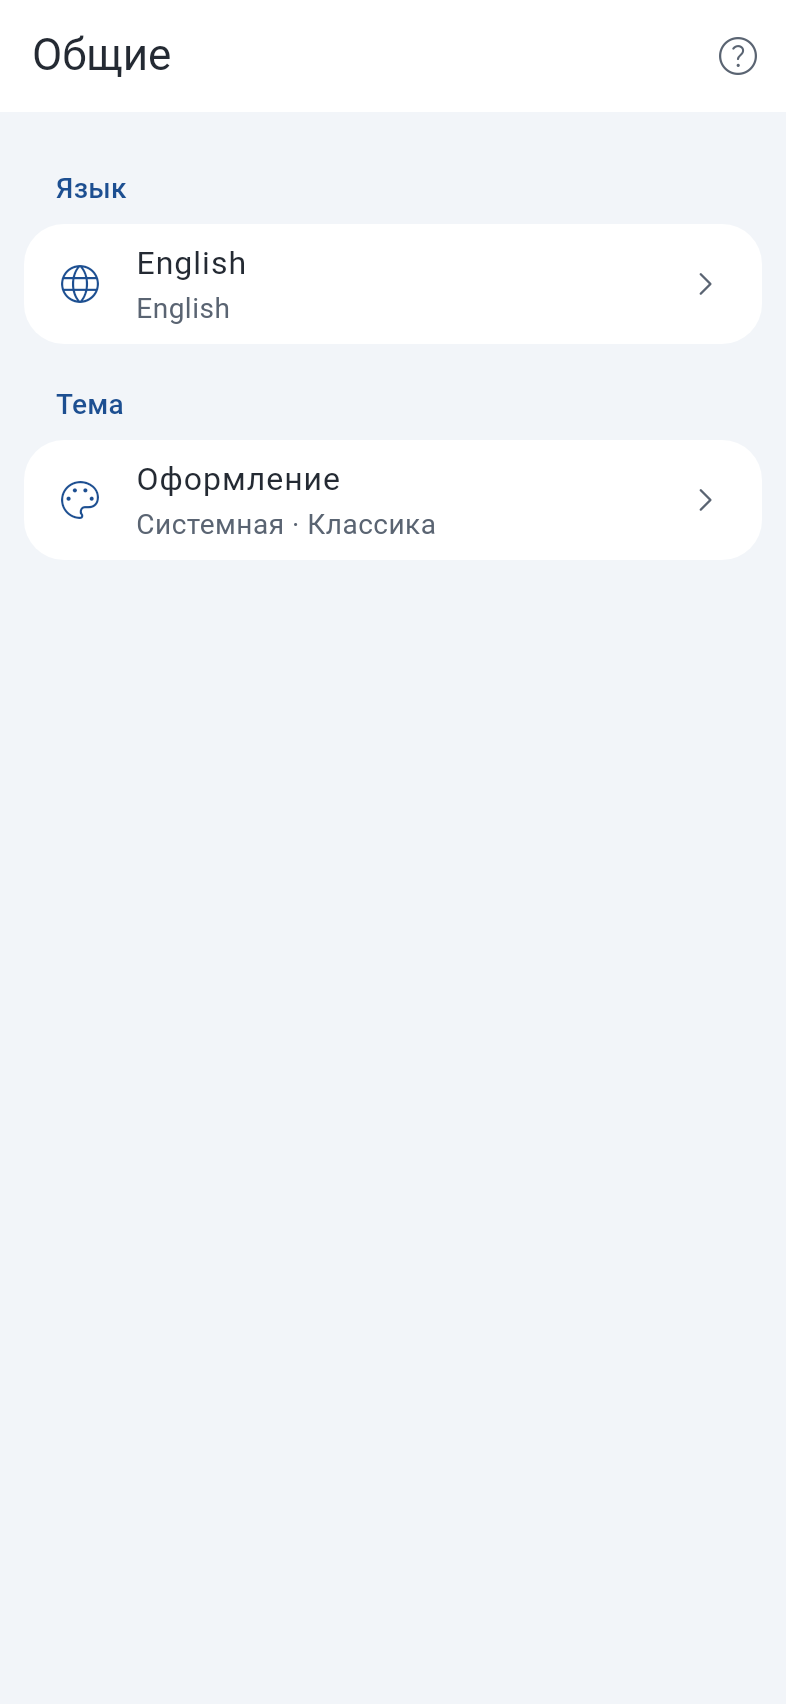 Общие
Язык
English
English
Тема
Оформление
Системная · Классика